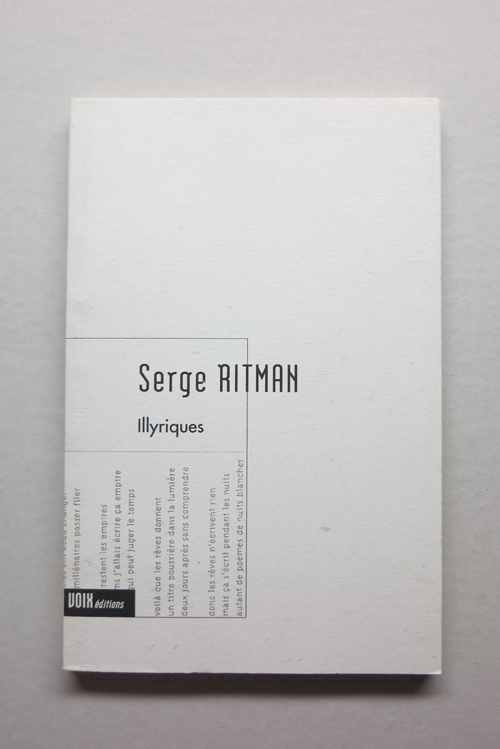 Serge RITMAN
Illyriques
millénaires passer filer
restent les empires
ns j'allais écrire ça empire
qui peut juger le temps
voilà que les rêves donnent
un titre poussière dans la lumière
deux jours après sans comprendre
donc les rêves n'écrivent rien
mais ça s'écrit pendant les nuits
autant de poèmes de nuits blanches
VOIX éditions